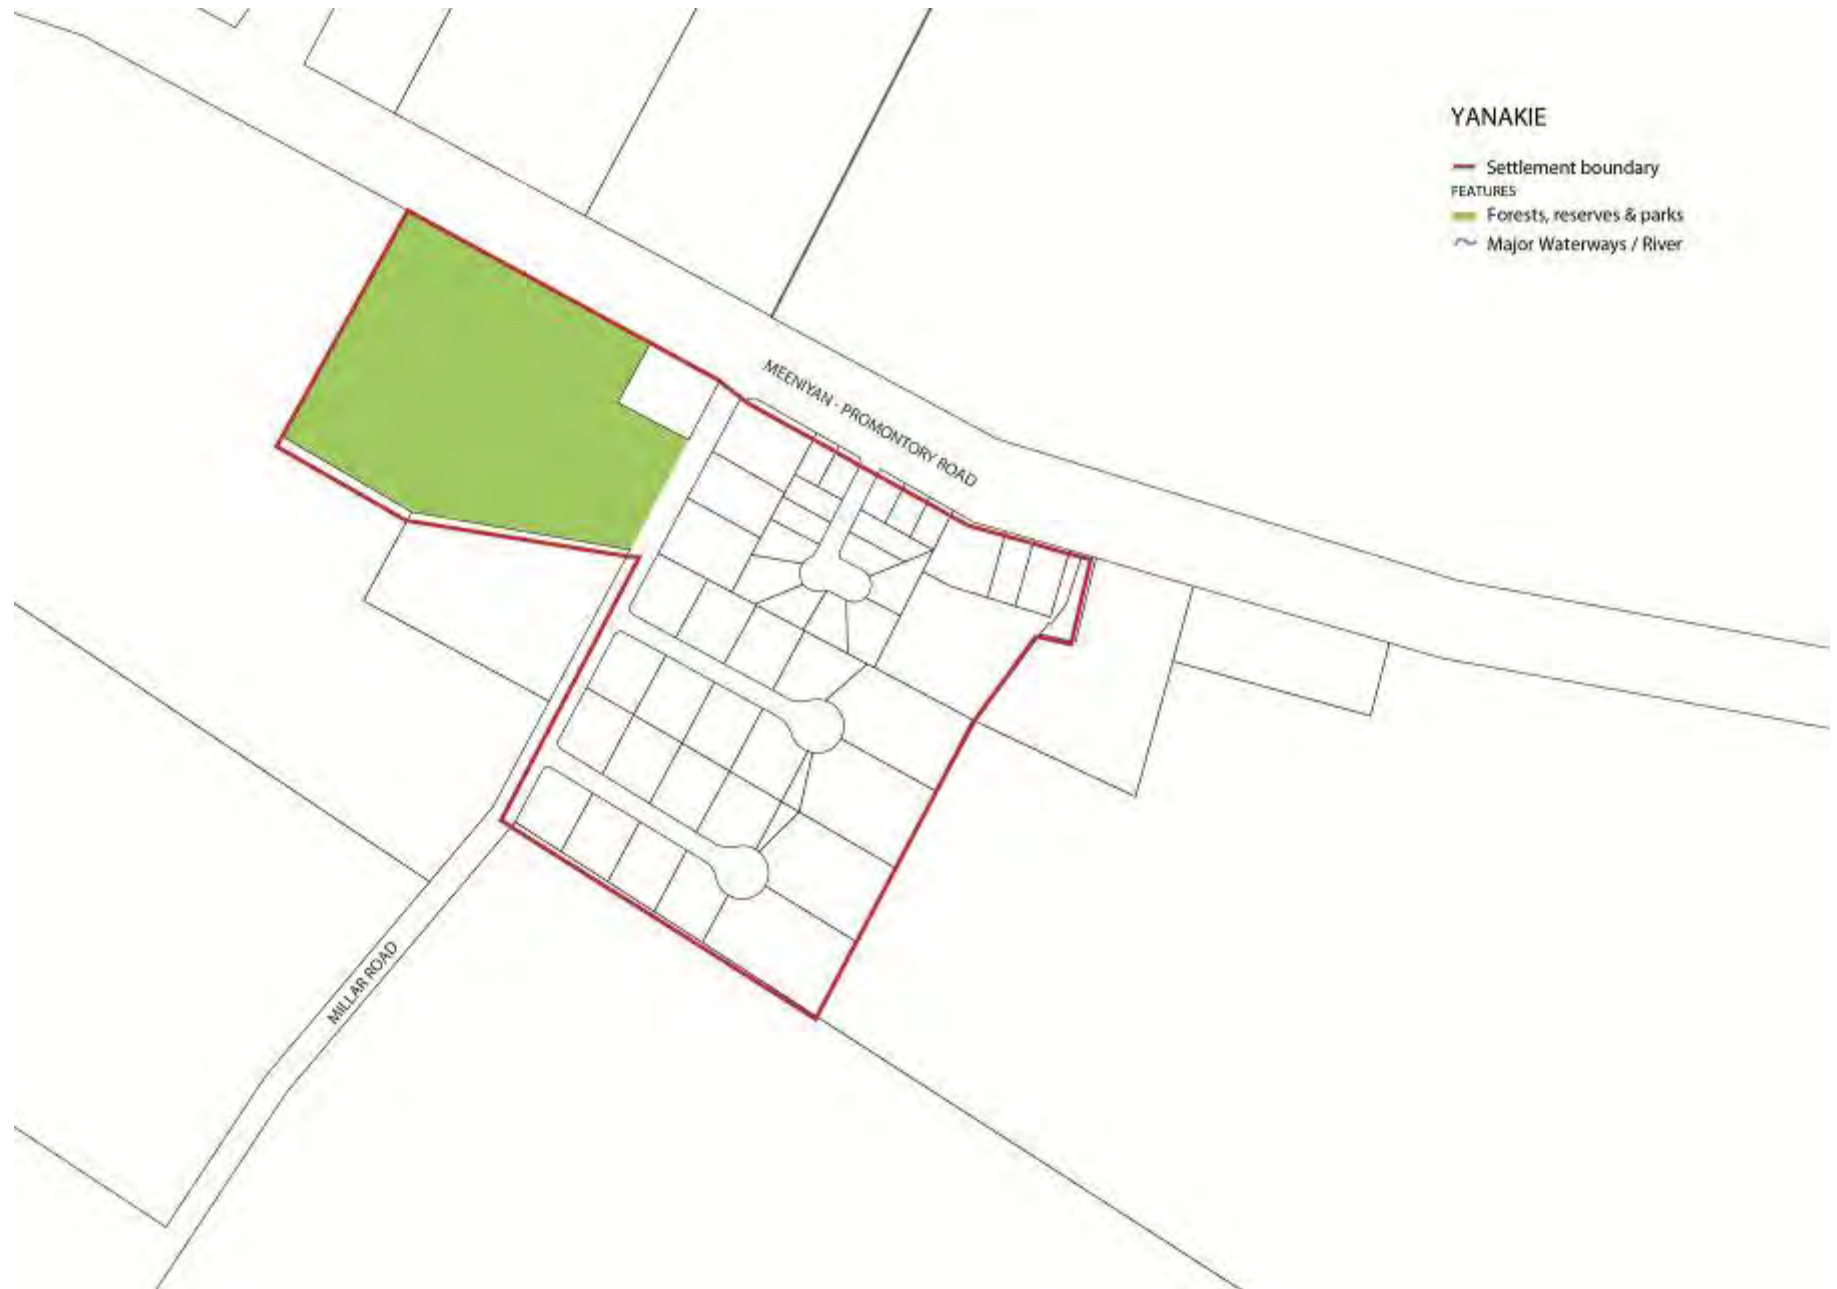 YANAKIE
Settlement boundary
FEATURES
Forests, reserves & parks
Major Waterways / River
MEENIYAN - PROMONTORY ROAD
MILLAR ROAD